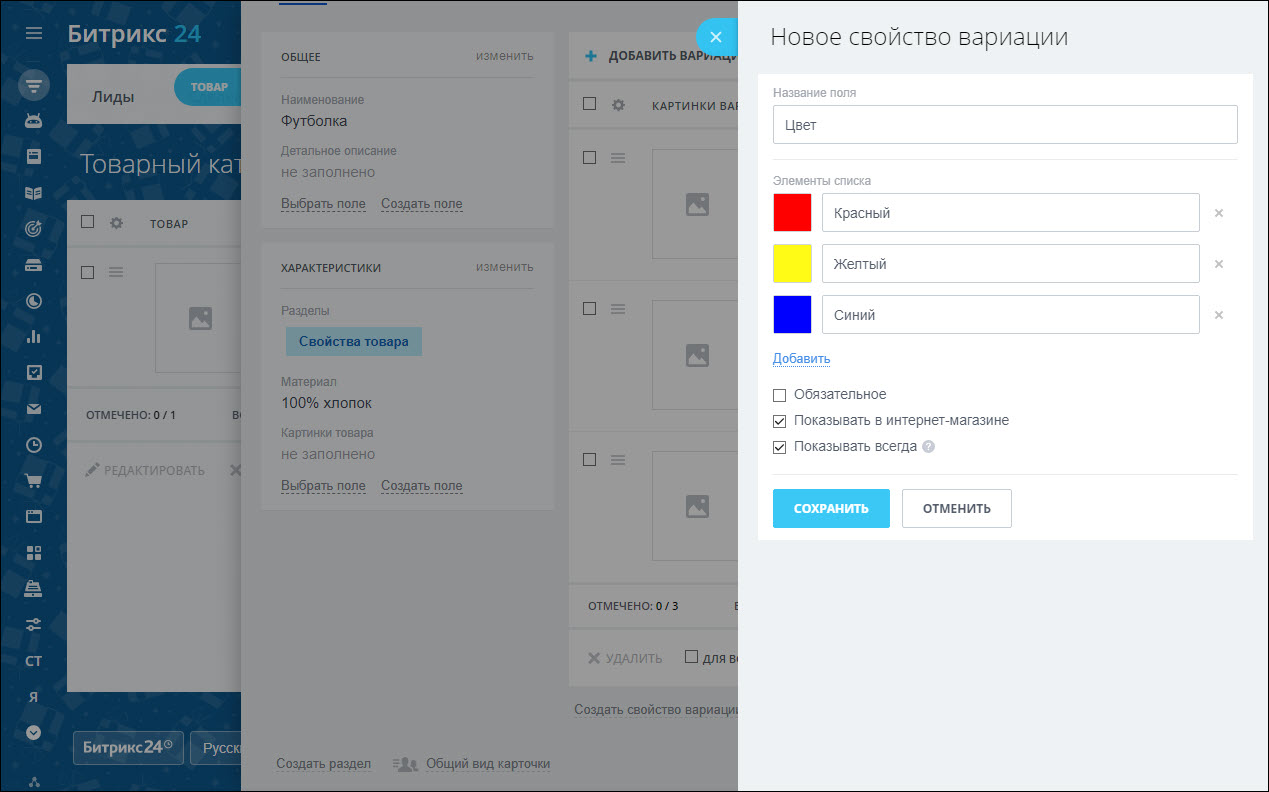 Битрикс 24
Лиды
ТОВАР
Товарный кат
ТОВАР
ОТМЕЧЕНО: 0 / 1
РЕДАКТИРОВАТЬ
СТ
Я
Битрикс24
Русск
ОБЩЕЕ
изменить
Наименование
Футболка
Детальное описание
не заполнено
Выбрать поле Создать поле
ХАРАКТЕРИСТИКИ
изменить
Разделы
Свойства товара
Материал
100% хлопок
Картинки товара
не заполнено
Выбрать поле Создать поле
Создать раздел
Общий вид карточки
ДОБАВИТЬ ВАРИАЦИ
КАРТИНКИ ВАР
ОТМЕЧЕНО: 0 / 3
УДАЛИТЬ
ДЛЯ ВС
Создать свойство вариации
Новое свойство вариации
Название поля
Цвет
Элементы списка
Красный
Желтый
Синий
Добавить
Обязательное
Показывать в интернет-магазине
Показывать всегда ?
СОХРАНИТЬ
ОТМЕНИТЬ